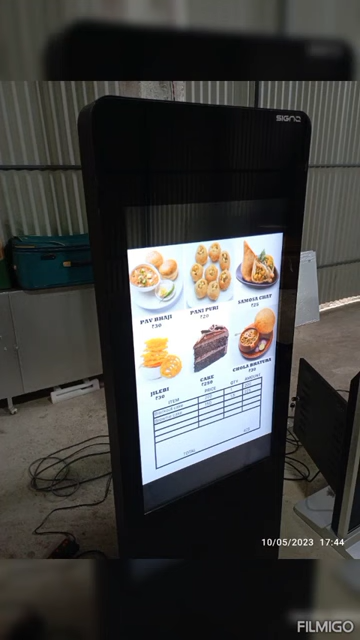 SIGNO
PAV BHAJI
₹30
PANI PURI
₹20
SAMOSA CHAT
₹25
JILEBI
₹30
CAKE
₹250
CHOLA BHATURA
ITEM PRICE QTY AMOUNT
TOTAL
10/05/2023 17:44
FILMIGO